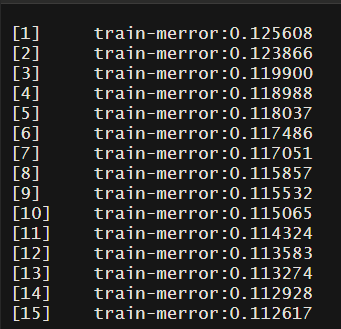 [1] train-merror:0.125608
[2] train-merror:0.123866
[3] train-merror:0.119900
[4] train-merror:0.118988
[5] train-merror:0.118037
[6] train-merror:0.117486
[7] train-merror:0.117051
[8] train-merror:0.115857
[9] train-merror:0.115532
[10] train-merror:0.115065
[11] train-merror:0.114324
[12] train-merror:0.113583
[13] train-merror:0.113274
[14] train-merror:0.112928
[15] train-merror:0.112617